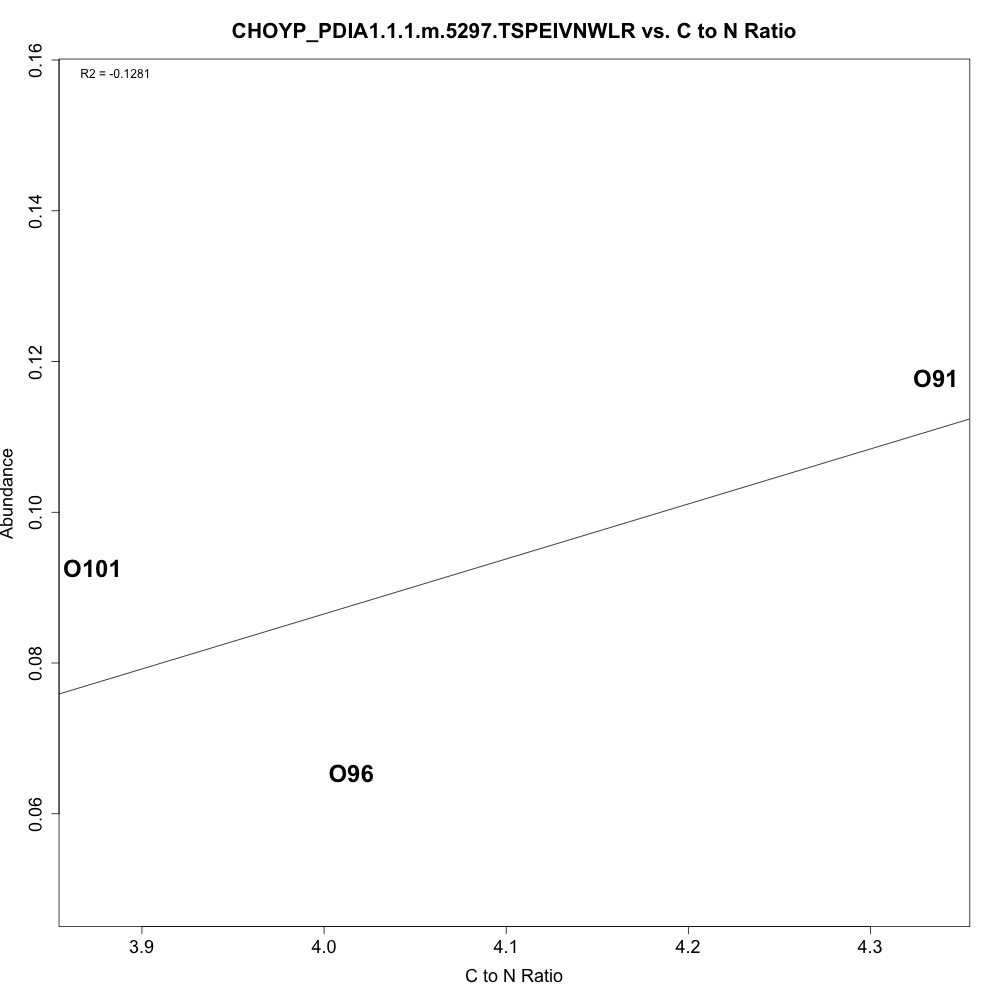 CHOYP_PDIA1.1.1.m.5297.TSPEIVNWLR vs. C to N Ratio
R2 = -0.1281
0.16
0.14
0.12
0.10
0.08
0.06
Abundance
O91
O101
O96
3.9 4.0 4.1 4.2 4.3
C to N Ratio